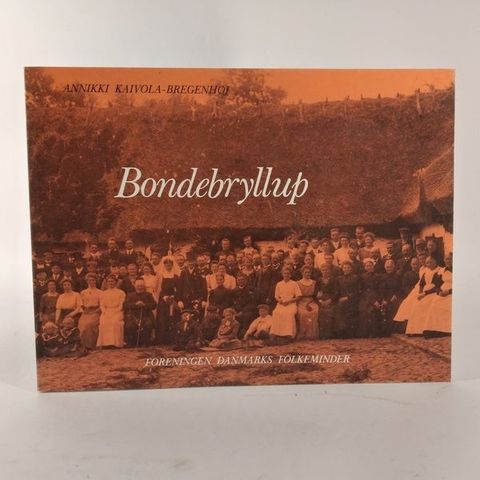 ANNIKKI KAIVOLA-BREGENHØJ
Bondebryllup
FORENINGEN DANMARKS FOLKEMINDER